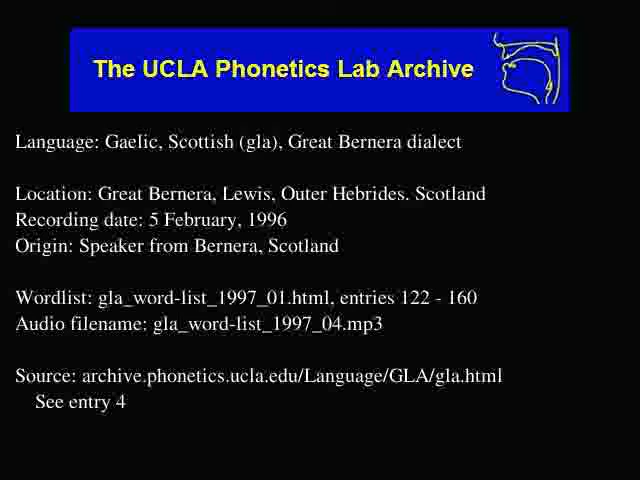 The UCLA Phonetics Lab Archive
Language: Gaelic, Scottish (gla), Great Bernera dialect
Location: Great Bernera, Lewis, Outer Hebrides. Scotland
Recording date: 5 February, 1996
Origin: Speaker from Bernera, Scotland
Wordlist: gla_word-list_1997_01.html, entries 122 - 160
Audio filename: gla_word-list_1997_04.mp3
Source: archive.phonetics.ucla.edu/Language/GLA/gla.html
See entry 4